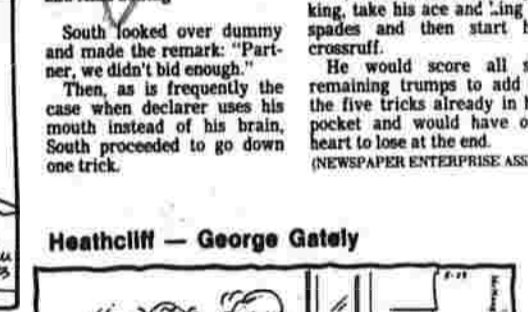 South looked over dummy
and made the remark: "Part-
ner, we didn't bid enough."
Then, as is frequently the
case when declarer uses his
mouth instead of his brain,
South proceeded to go down
one trick.
king, take his ace and king
spades and then start
crossruff.
He would score all
remaining trumps to add
the five tricks already in
pocket and would have
heart to lose at the end.
(NEWSPAPER ENTERPRISE ASS
Heathcliff — George Gately